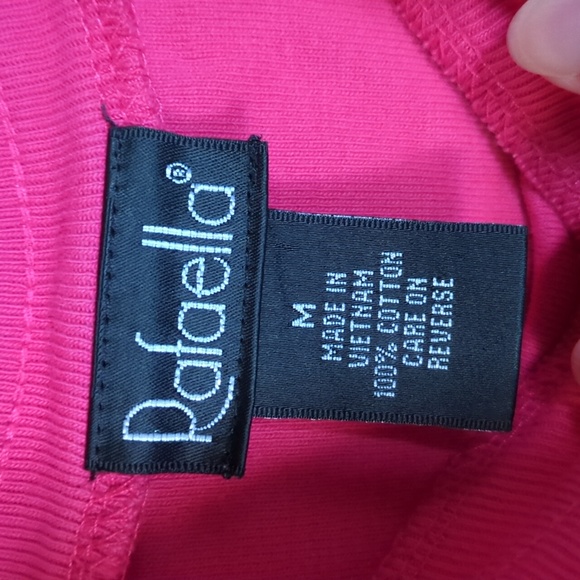 Rafaella®
M
MADE IN
VIETNAM
100% COTTON
CARE ON
REVERSE